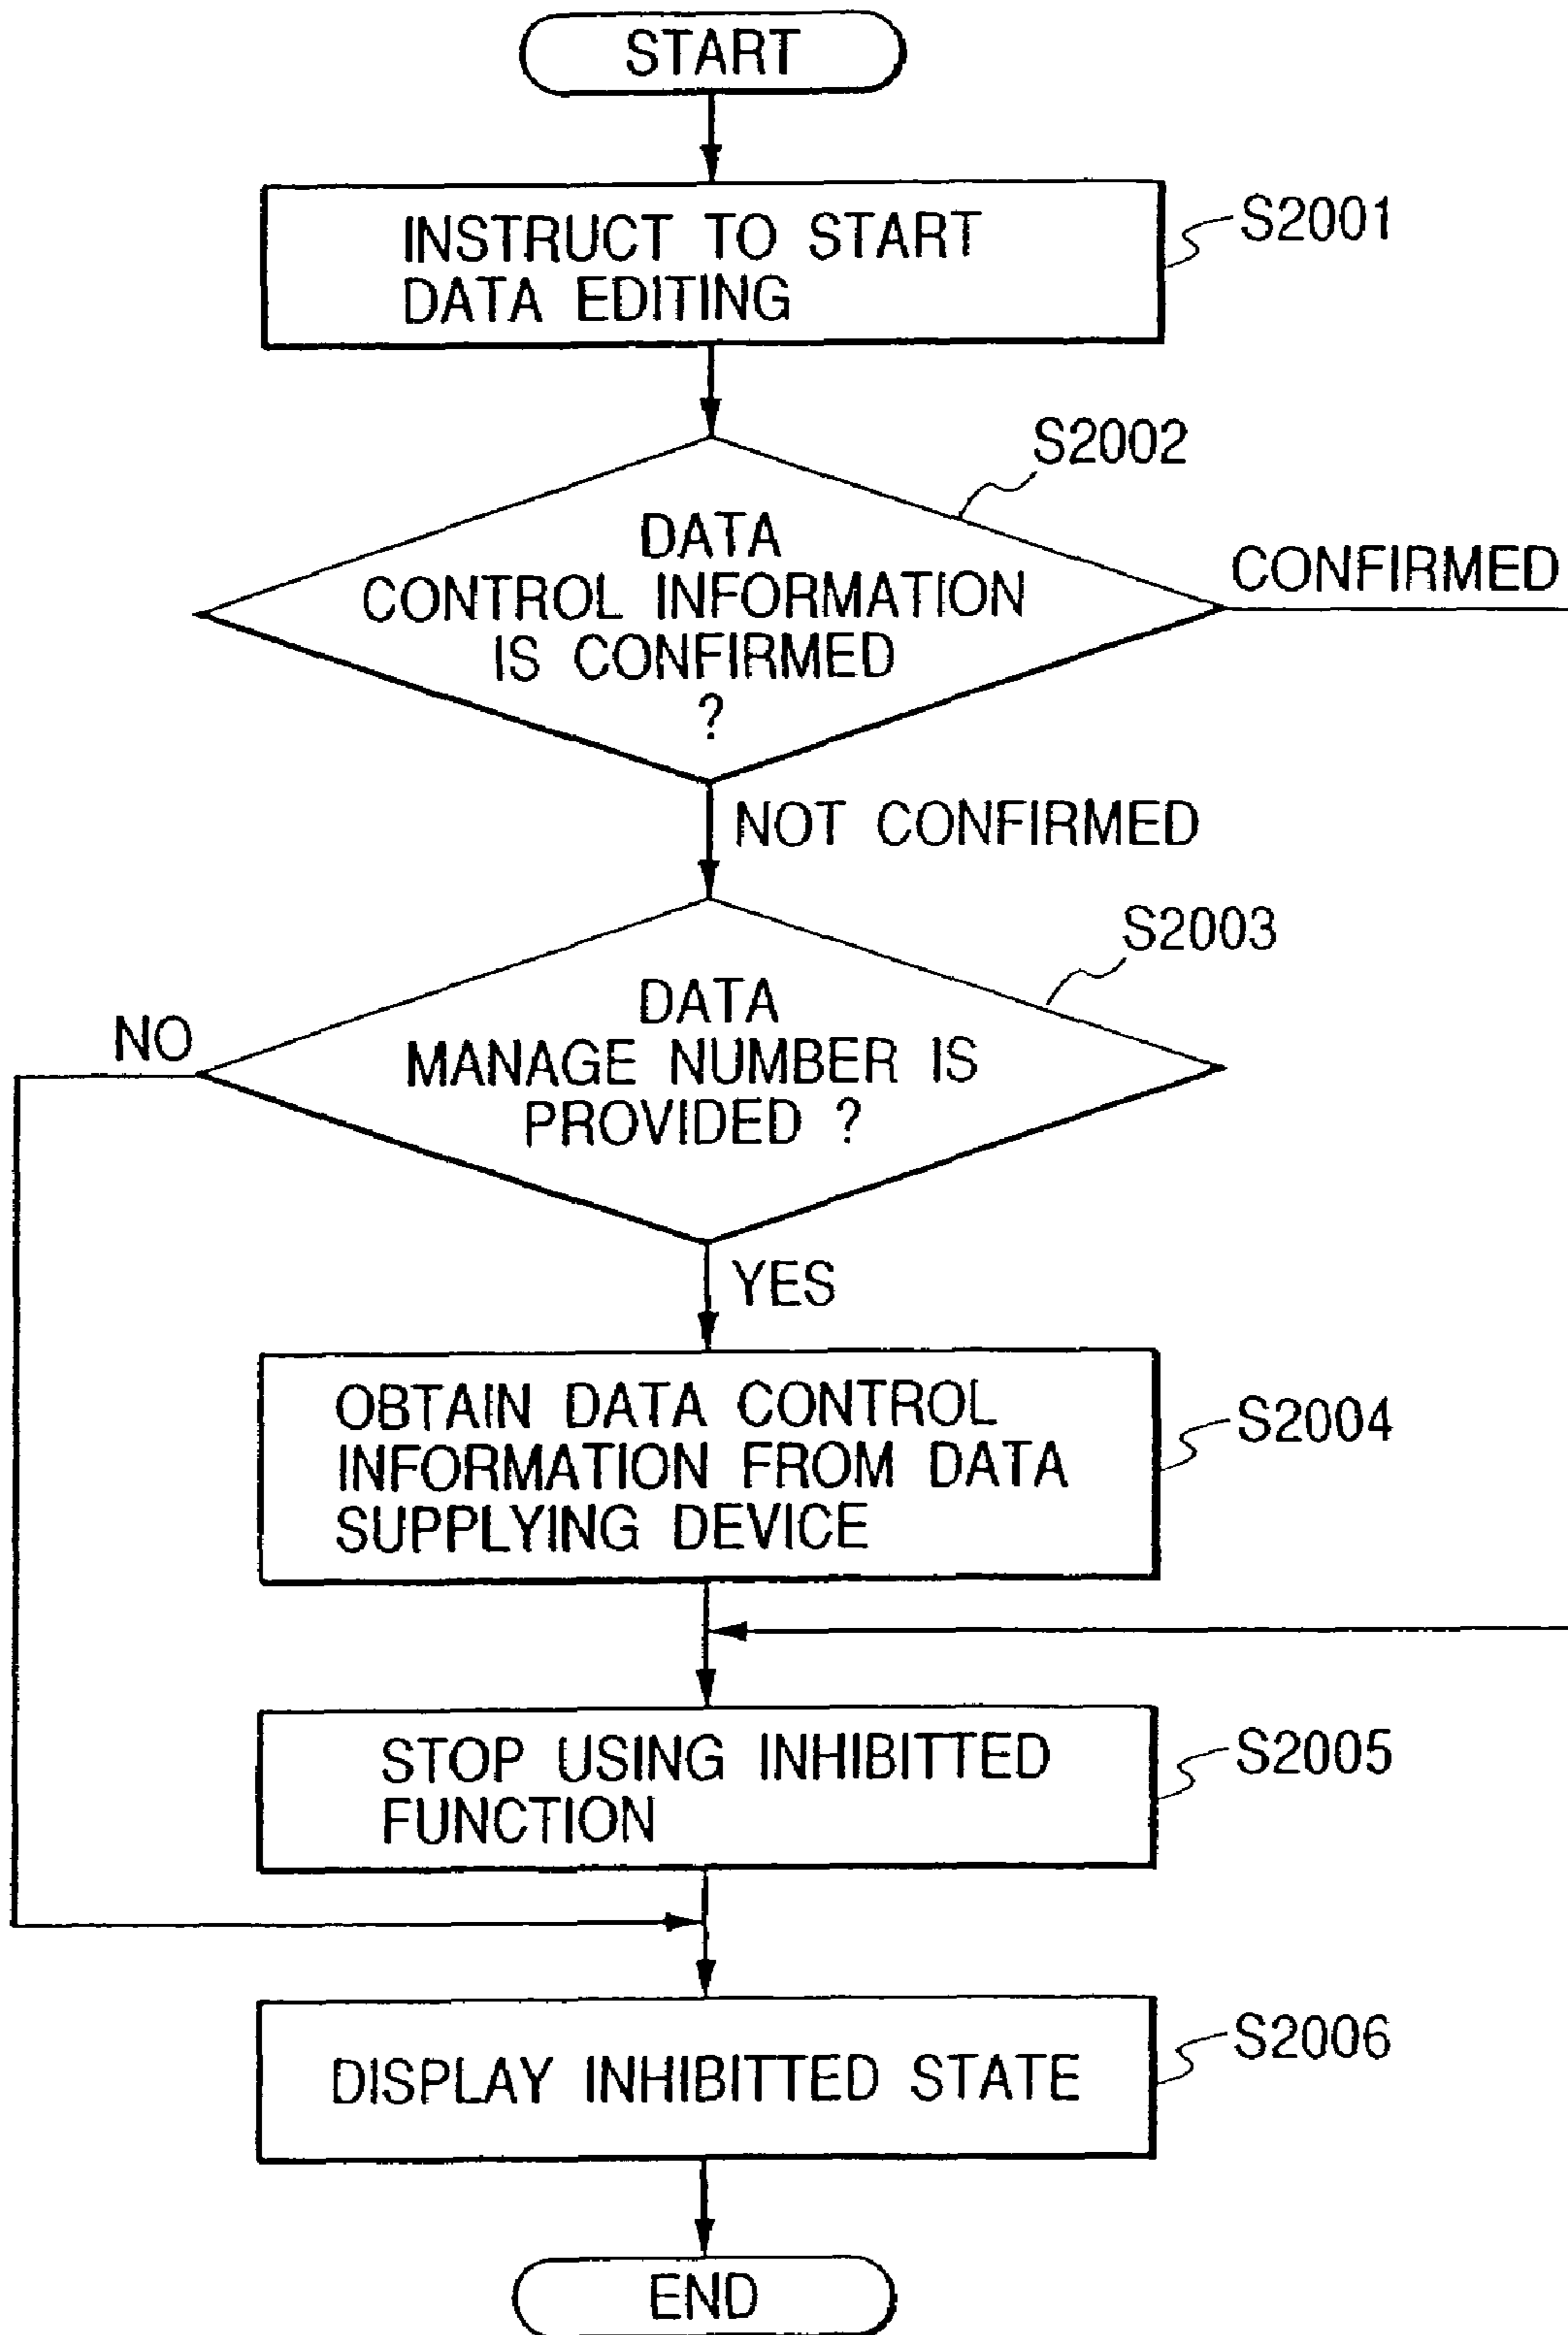 START
INSTRUCT TO START
DATA EDITING
S2001
S2002
DATA
CONTROL INFORMATION
IS CONFIRMED
?
CONFIRMED
NOT CONFIRMED
S2003
DATA
MANAGE NUMBER IS
PROVIDED ?
NO
YES
OBTAIN DATA CONTROL
INFORMATION FROM DATA
SUPPLYING DEVICE
S2004
STOP USING INHIBITTED
FUNCTION
S2005
DISPLAY INHIBITTED STATE
S2006
END